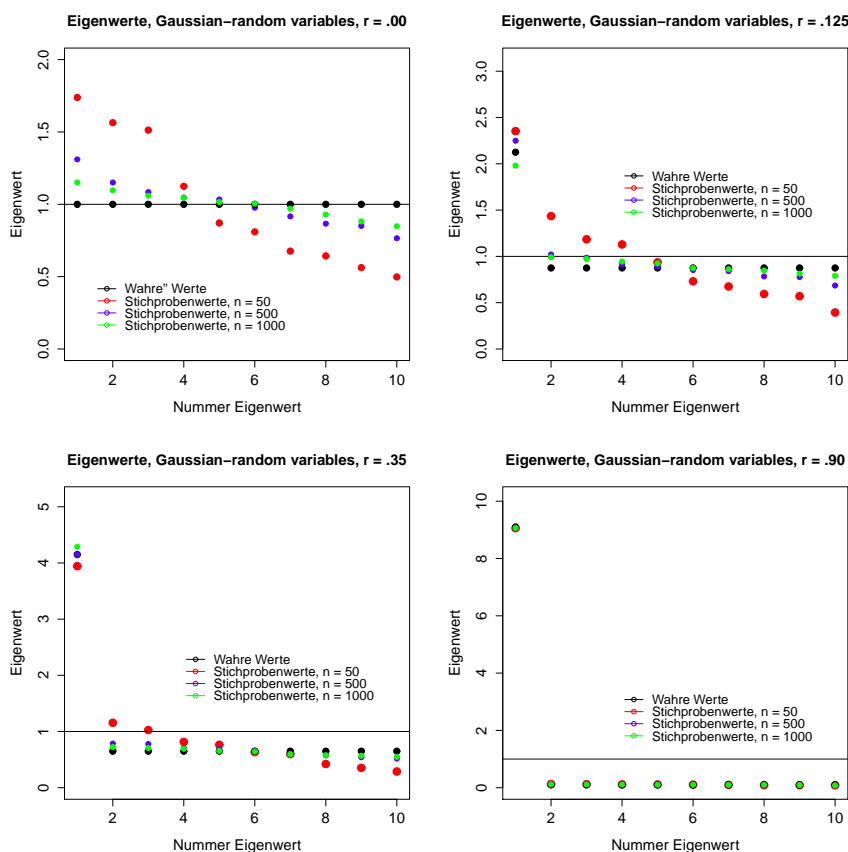 Eigenwerte, Gaussian−random variables, r = .00
2.0
1.5
1.0
0.5
0.0
Eigenwert
Wahre” Werte
Stichprobenwerte, n = 50
Stichprobenwerte, n = 500
Stichprobenwerte, n = 1000
2 4 6 8 10
Nummer Eigenwert
Eigenwerte, Gaussian−random variables, r = .125
3.0
2.5
2.0
1.5
1.0
0.5
0.0
Eigenwert
Wahre Werte
Stichprobenwerte, n = 50
Stichprobenwerte, n = 500
Stichprobenwerte, n = 1000
2 4 6 8 10
Nummer Eigenwert
Eigenwerte, Gaussian−random variables, r = .35
5
4
3
2
1
0
Eigenwert
Wahre Werte
Stichprobenwerte, n = 50
Stichprobenwerte, n = 500
Stichprobenwerte, n = 1000
2 4 6 8 10
Nummer Eigenwert
Eigenwerte, Gaussian−random variables, r = .90
10
8
6
4
2
0
Eigenwert
Wahre Werte
Stichprobenwerte, n = 50
Stichprobenwerte, n = 500
Stichprobenwerte, n = 1000
2 4 6 8 10
Nummer Eigenwert